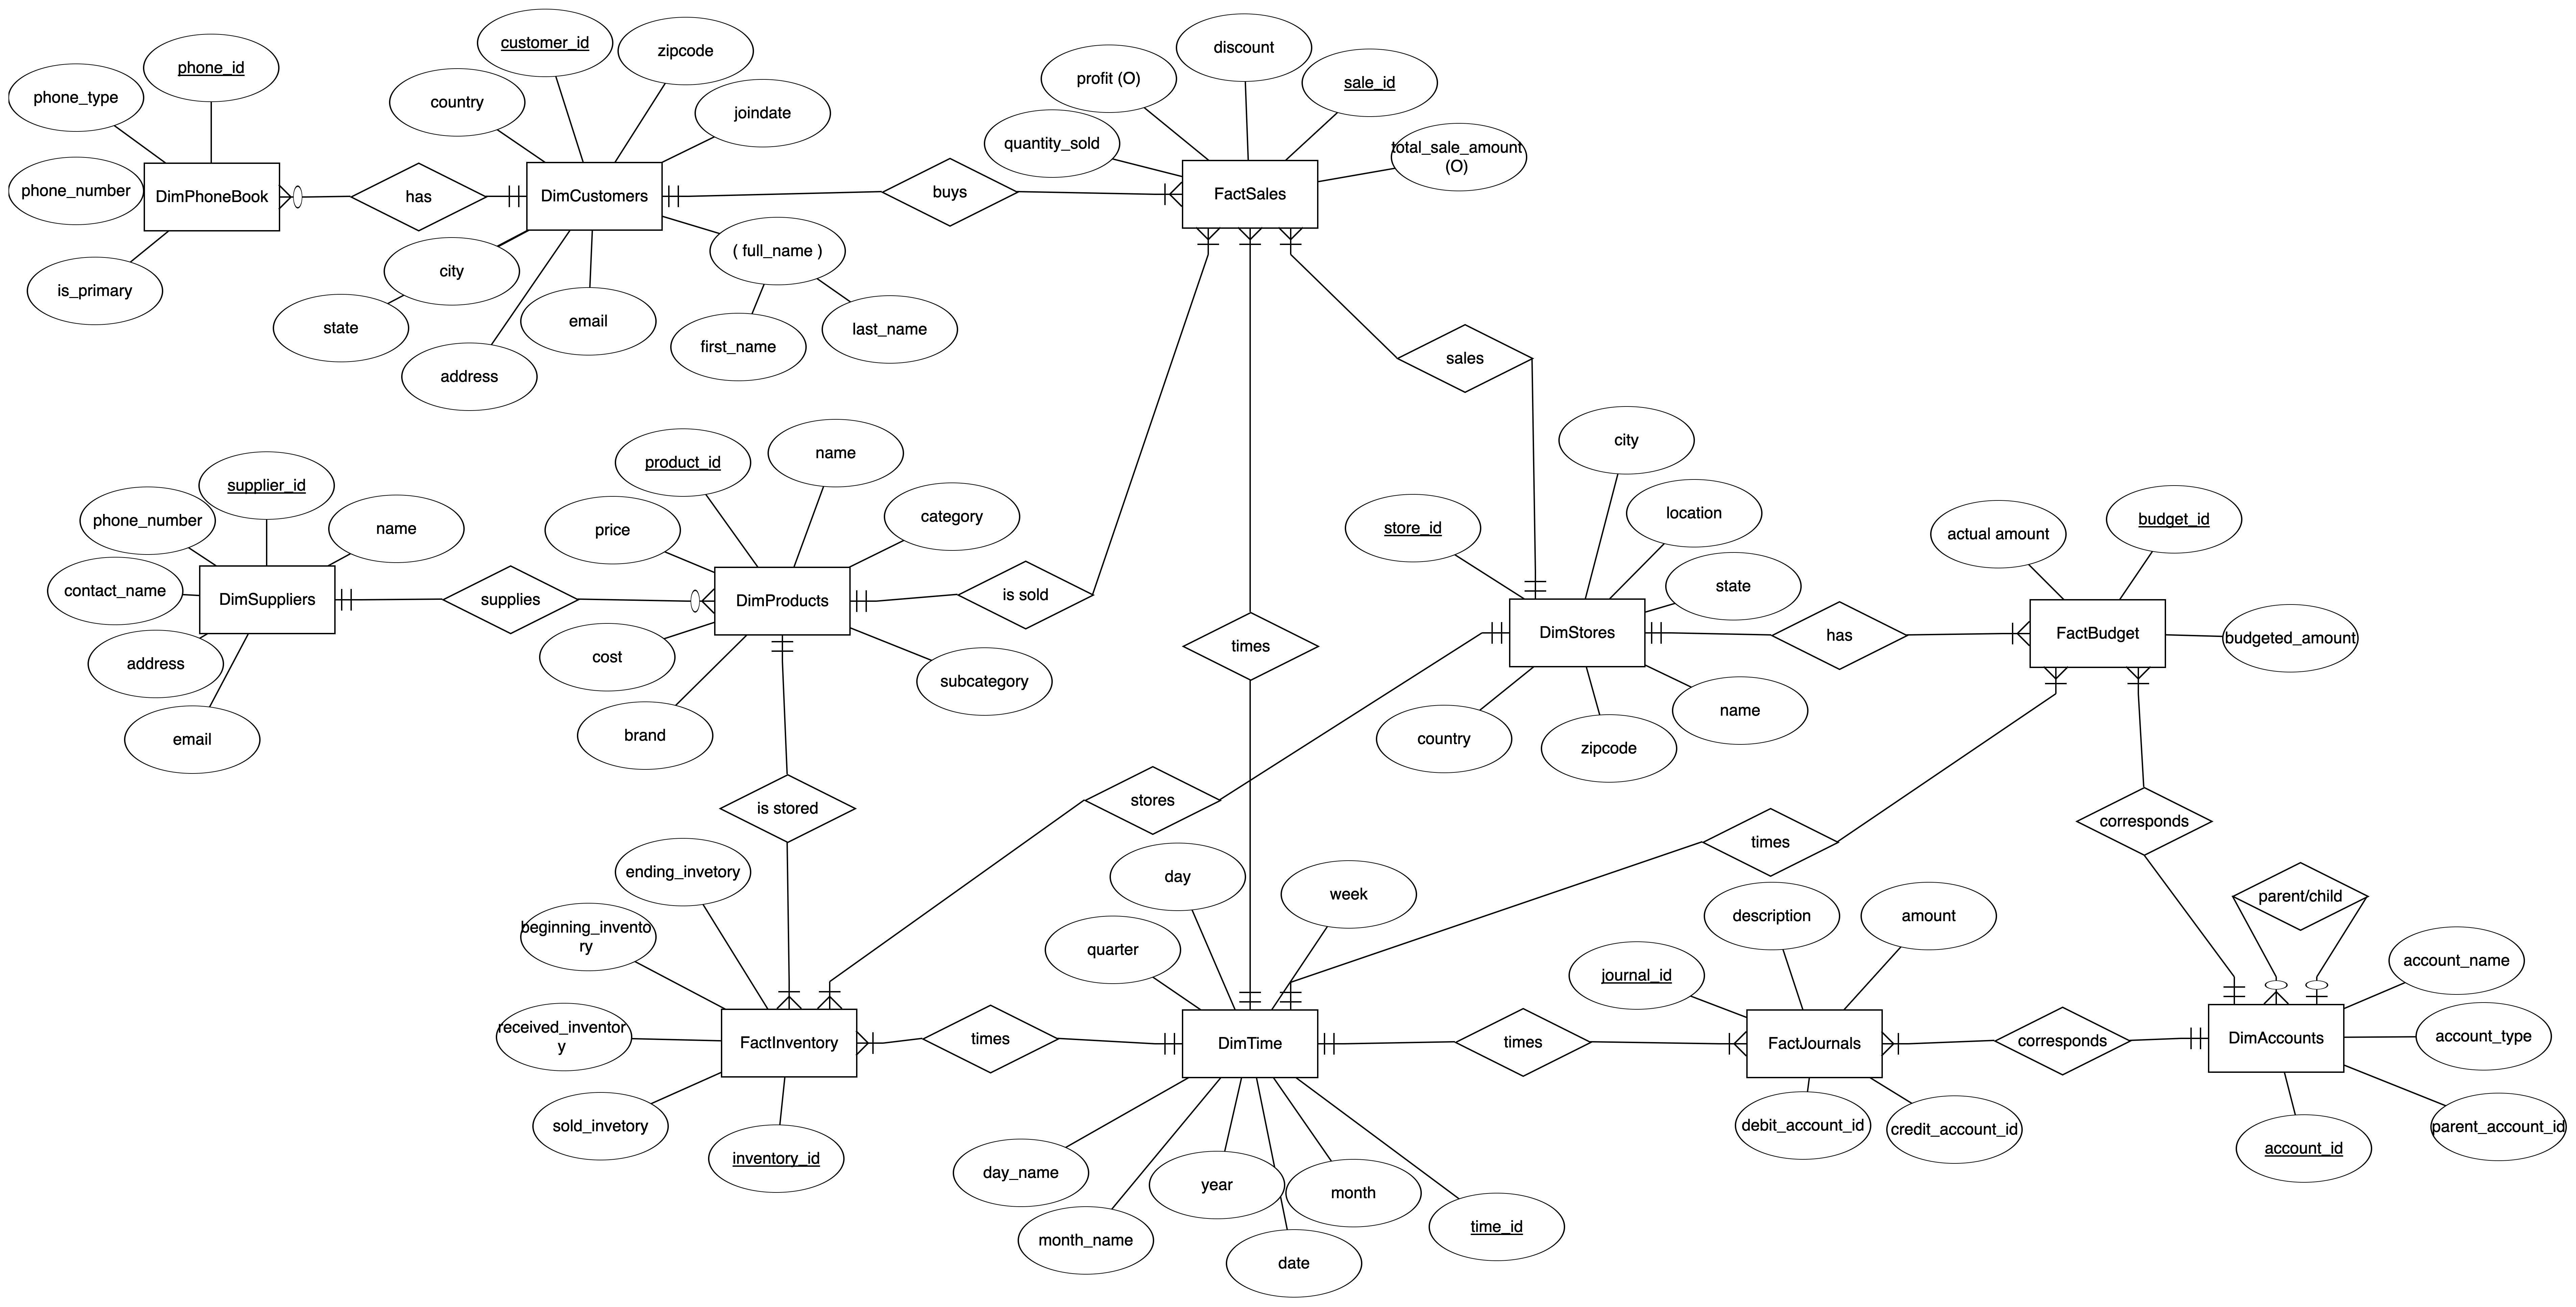 phone_id
phone_type
phone_number
DimPhoneBook
is_primary
has
customer_id
zipcode
country
joindate
DimCustomers
( full_name )
city
state
email
first_name
last_name
address
buys
discount
profit (O)
sale_id
quantity_sold
total_sale_amount
(O)
FactSales
sales
supplier_id
phone_number
name
contact_name
DimSuppliers
address
email
supplies
product_id
name
price
category
DimProducts
cost
subcategory
brand
is sold
times
city
store_id
location
state
DimStores
name
country
zipcode
has
actual amount
budget_id
FactBudget
budgeted_amount
is stored
stores
times
corresponds
parent/child
ending_invetory
beginning_invento
ry
received_inventor
y
FactInventory
sold_invetory
inventory_id
times
day
week
quarter
DimTime
day_name
year
month
month_name
time_id
date
times
description
amount
journal_id
FactJournals
debit_account_id
credit_account_id
corresponds
account_name
DimAccounts
account_type
parent_account_id
account_id